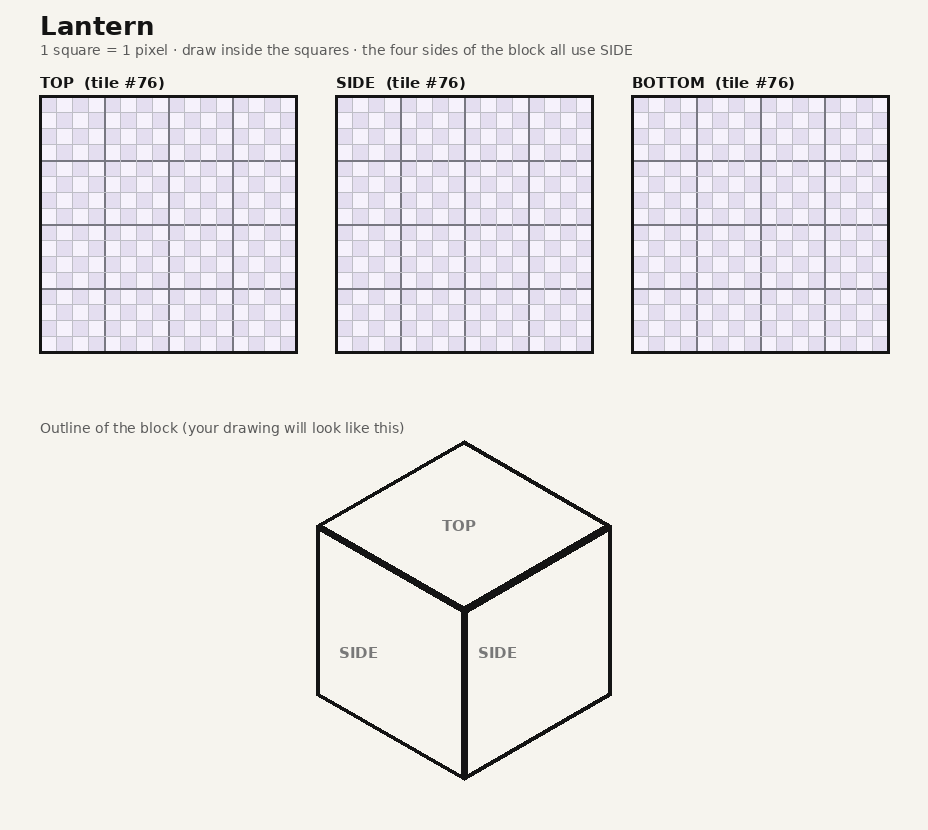 Lantern
1 square = 1 pixel · draw inside the squares · the four sides of the block all use SIDE
TOP (tile #76)
SIDE (tile #76)
BOTTOM (tile #76)
Outline of the block (your drawing will look like this)
TOP
SIDE
SIDE